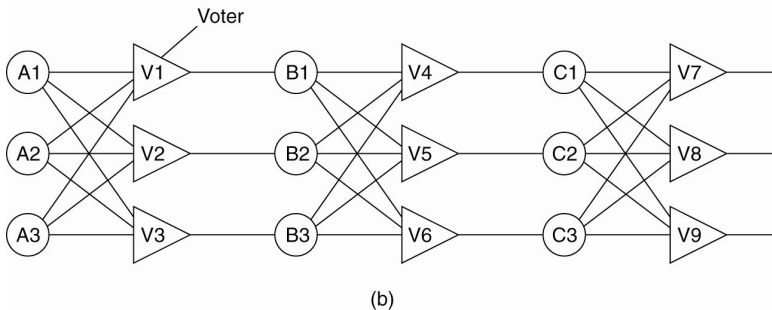 Voter
A1 V1 B1 V4 C1 V7
A2 V2 B2 V5 C2 V8
A3 V3 B3 V6 C3 V9
(b)